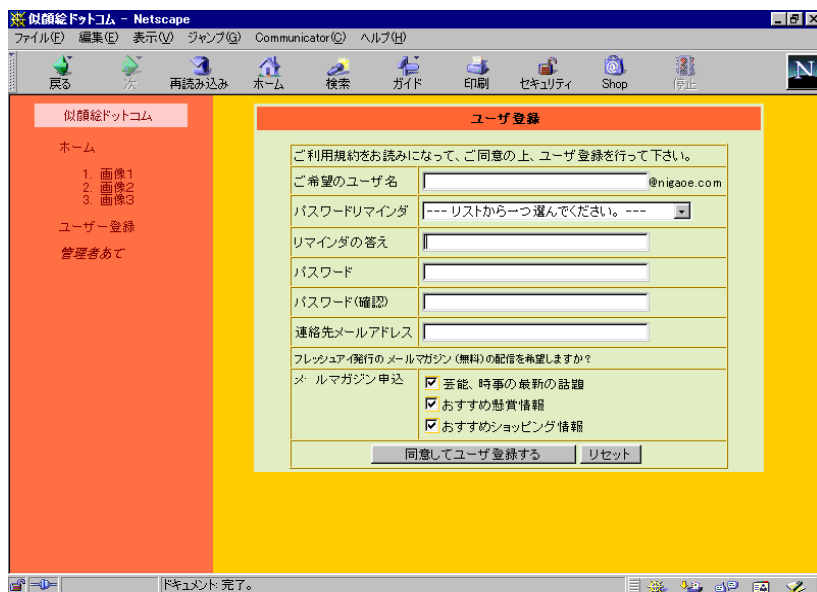 似顔絵ドットコム - Netscape
ファイル(F) 編集(E) 表示(V) ジャンプ(G) Communicator(C) ヘルプ(H)
戻る 次 再読み込み ホーム 検索 ガイド 印刷 セキュリティ Shop 停止
N
似顔絵ドットコム
ホーム
1. 画像1
2. 画像2
3. 画像3
ユーザー登録
管理者あて
ユーザ登録
ご利用規約をお読みになって、ご同意の上、ユーザ登録を行って下さい。
ご希望のユーザ名 @nigaoe.com
パスワードリマインダ --- リストから一つ選んでください。 ---
リマインダの答え
パスワード
パスワード(確認)
連絡先メールアドレス
フレッシュアイ発行のメールマガジン(無料)の配信を希望しますか?
メールマガジン申込 芸能、時事の最新の話題
おすすめ懸賞情報
おすすめショッピング情報
同意してユーザ登録する リセット
ドキュメント: 完了。